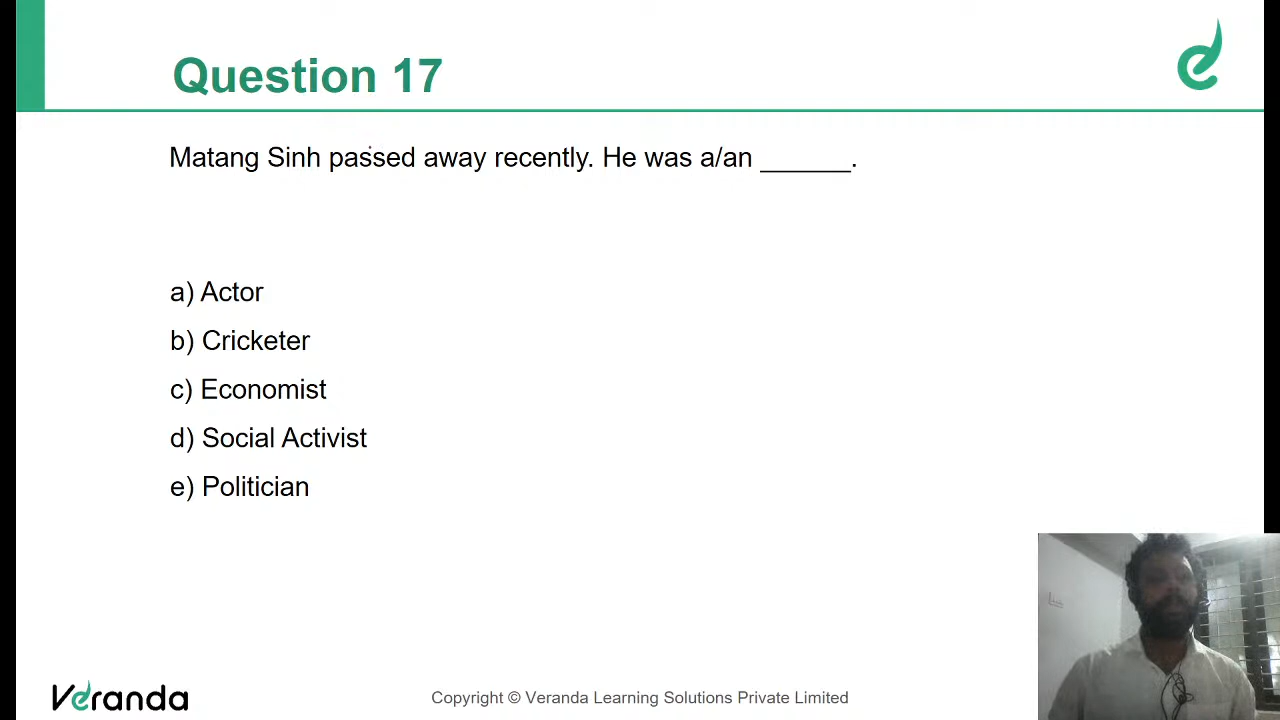 Question 17
Matang Sinh passed away recently. He was a/an ______.
a) Actor
b) Cricketer
c) Economist
d) Social Activist
e) Politician
Veranda
Copyright © Veranda Learning Solutions Private Limited